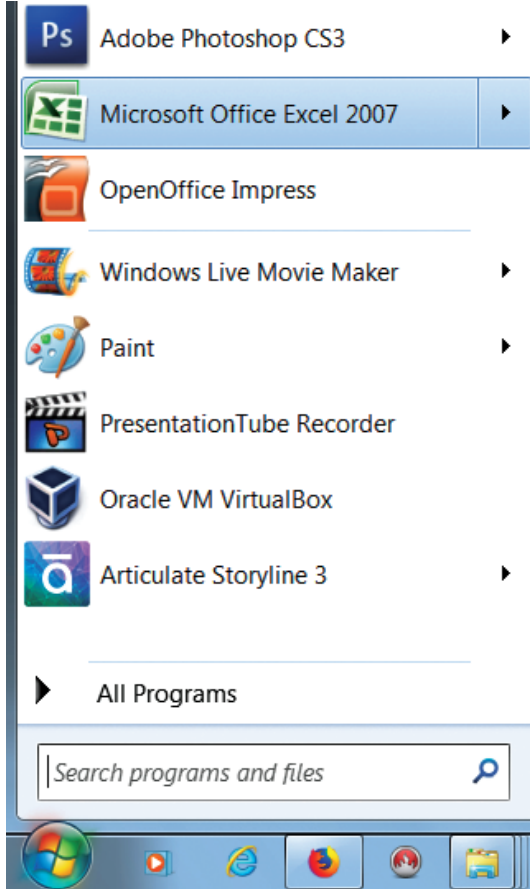 Ps Adobe Photoshop CS3
Microsoft Office Excel 2007
OpenOffice Impress
Windows Live Movie Maker
Paint
PresentationTube Recorder
Oracle VM VirtualBox
ā Articulate Storyline 3
All Programs
Search programs and files